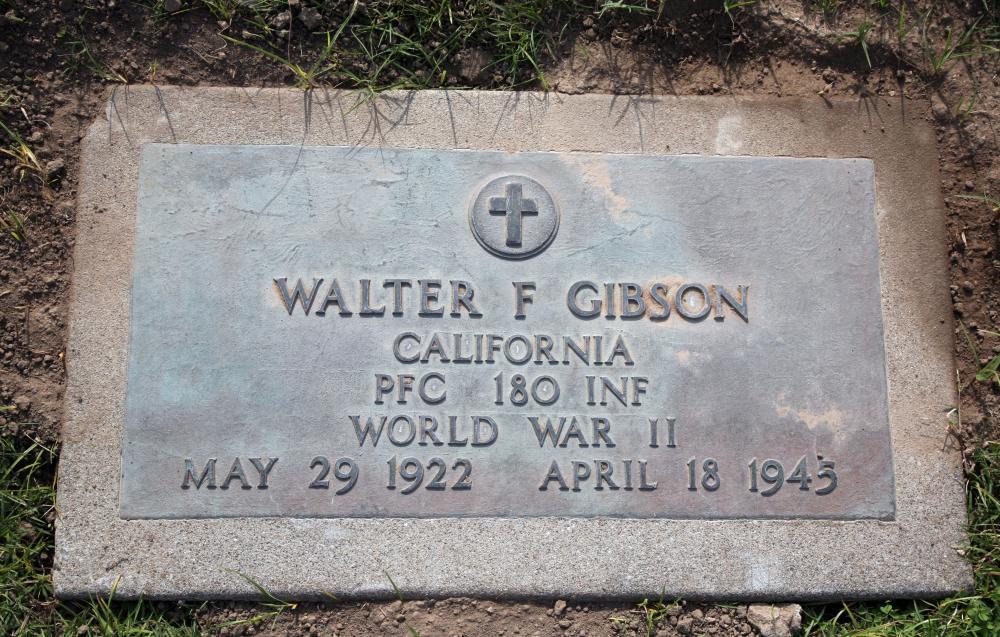 WALTER F GIBSON
CALIFORNIA
PFC 180 INF
WORLD WAR II
MAY 29 1922 APRIL 18 1945